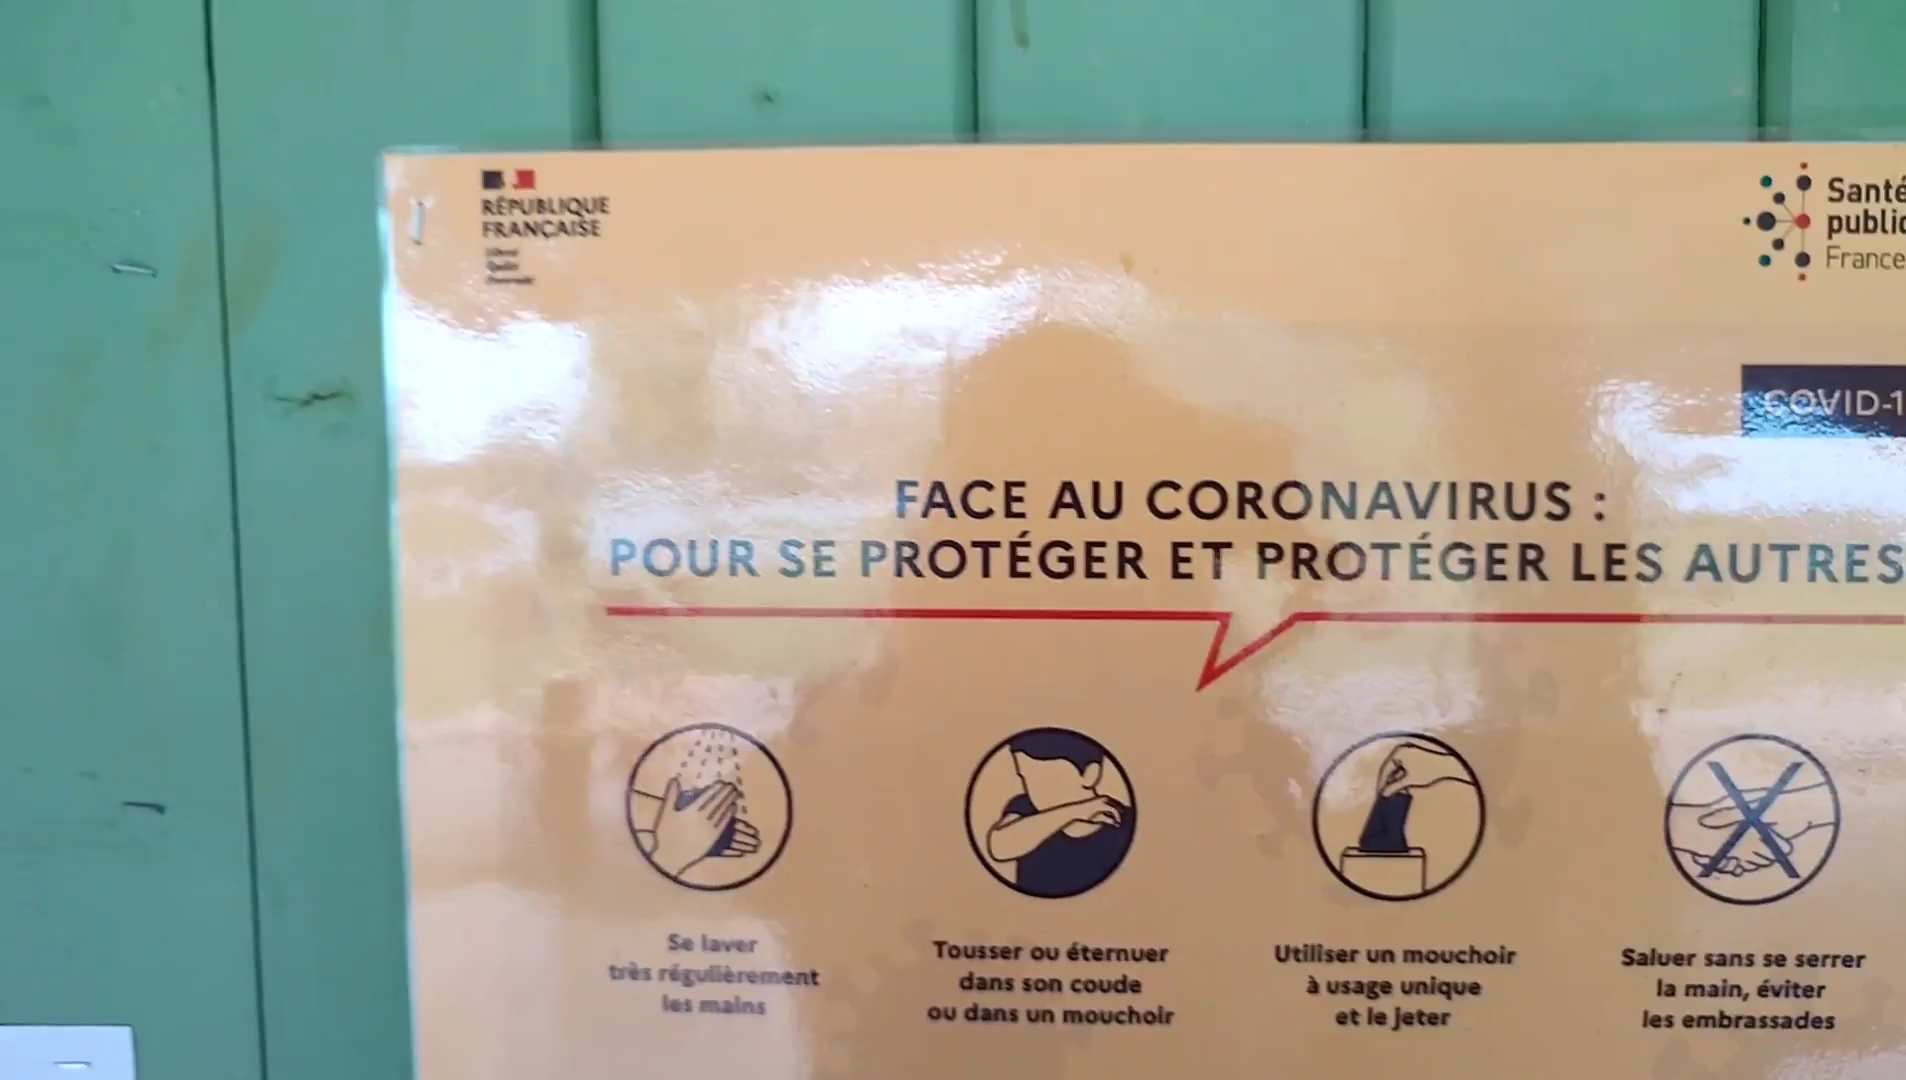 RÉPUBLIQUE
FRANÇAISE
Santé
public
France
COVID-1
FACE AU CORONAVIRUS :
POUR SE PROTÉGER ET PROTÉGER LES AUTRES
Se laver
très régulièrement
les mains
Tousser ou éternuer
dans son coude
ou dans un mouchoir
Utiliser un mouchoir
à usage unique
et le jeter
Saluer sans se serrer
la main, éviter
les embrassades